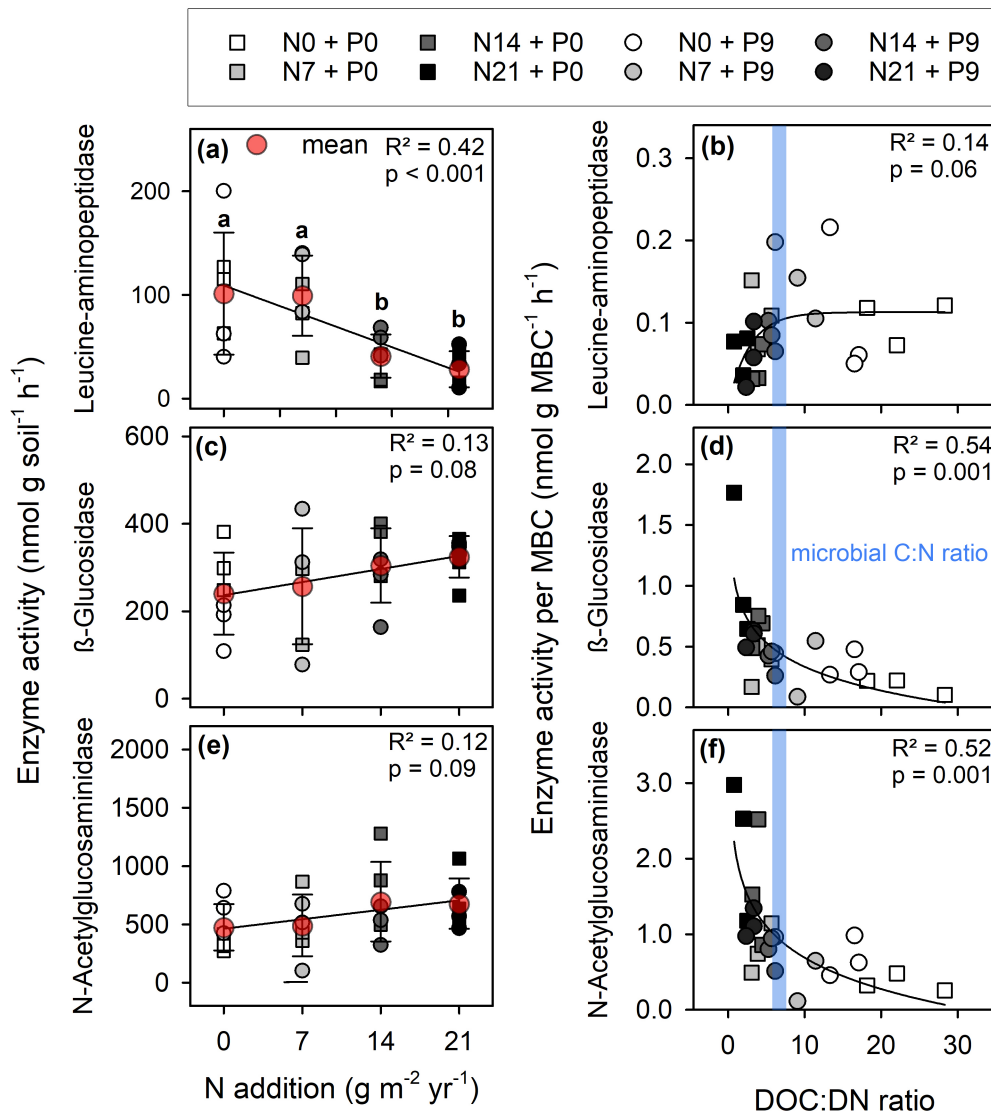 N0 + P0 N14 + P0 N0 + P9 N14 + P9
N7 + P0 N21 + P0 N7 + P9 N21 + P9
Enzyme activity (nmol g soil⁻¹ h⁻¹)
Leucine-aminopeptidase
(a) mean R² = 0.42
p < 0.001
200
100
0
a a b b
Enzyme activity per MBC (nmol g MBC⁻¹ h⁻¹)
Leucine-aminopeptidase
(b) R² = 0.14
p = 0.06
0.3
0.2
0.1
0.0
ß-Glucosidase
(c) R² = 0.13
p = 0.08
600
400
200
0
ß-Glucosidase
(d) R² = 0.54
p = 0.001
microbial C:N ratio
2.0
1.5
1.0
0.5
0.0
N-Acetylglucosaminidase
(e) R² = 0.12
p = 0.09
2000
1500
1000
500
0
0 7 14 21
N addition (g m⁻² yr⁻¹)
N-Acetylglucosaminidase
(f) R² = 0.52
p = 0.001
3.0
2.0
1.0
0.0
0 10 20 30
DOC:DN ratio